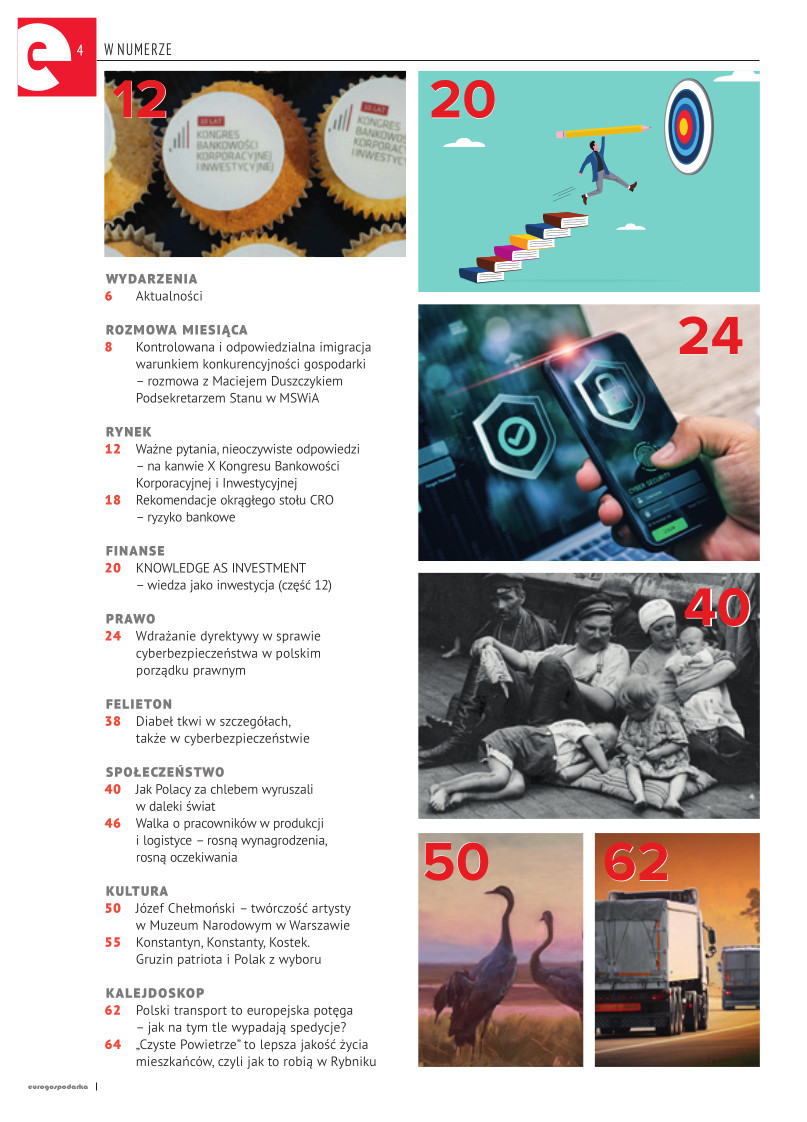 4
W NUMERZE
12
10 LAT
KONGRES
BANKOWOŚCI
KORPORACYJNEJ
I INWESTYCYJNEJ
10 LAT
KONGRES
20
WYDARZENIA
6 Aktualności
ROZMOWA MIESIĄCA
8 Kontrolowana i odpowiedzialna imigracja
warunkiem konkurencyjności gospodarki
– rozmowa z Maciejem Duszczykiem
Podsekretarzem Stanu w MSWiA
RYNEK
12 Ważne pytania, nieoczywiste odpowiedzi
– na kanwie X Kongresu Bankowości
Korporacyjnej i Inwestycyjnej
18 Rekomendacje okrągłego stołu CRO
– ryzyko bankowe
FINANSE
20 KNOWLEDGE AS INVESTMENT
– wiedza jako inwestycja (część 12)
PRAWO
24 Wdrażanie dyrektywy w sprawie
cyberbezpieczeństwa w polskim
porządku prawnym
FELIETON
38 Diabeł tkwi w szczegółach,
także w cyberbezpieczeństwie
SPOŁECZEŃSTWO
40 Jak Polacy za chlebem wyruszali
w daleki świat
46 Walka o pracowników w produkcji
i logistyce – rosną wynagrodzenia,
rosną oczekiwania
KULTURA
50 Józef Chełmoński – twórczość artysty
w Muzeum Narodowym w Warszawie
55 Konstantyn, Konstanty, Kostek.
Gruzin patriota i Polak z wyboru
KALEJDOSKOP
62 Polski transport to europejska potęga
– jak na tym tle wypadają spedycje?
64 „Czyste Powietrze” to lepsza jakość życia
mieszkańców, czyli jak to robią w Rybniku
24
CYBER SECURITY
40
50
62
eurogospodarka